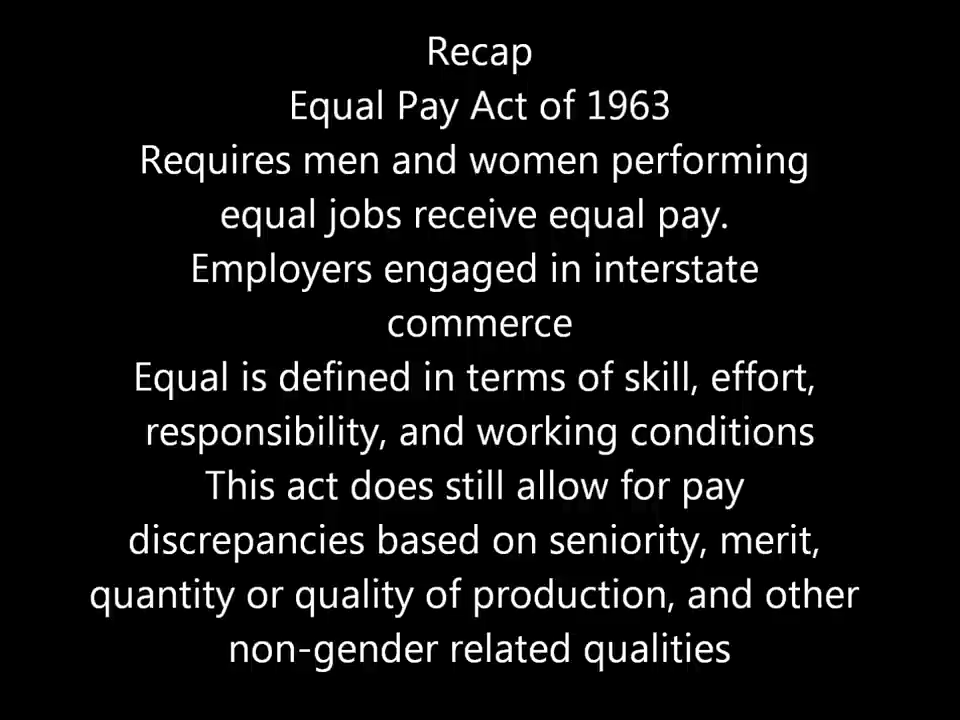 Recap
Equal Pay Act of 1963
Requires men and women performing
equal jobs receive equal pay.
Employers engaged in interstate
commerce
Equal is defined in terms of skill, effort,
responsibility, and working conditions
This act does still allow for pay
discrepancies based on seniority, merit,
quantity or quality of production, and other
non-gender related qualities